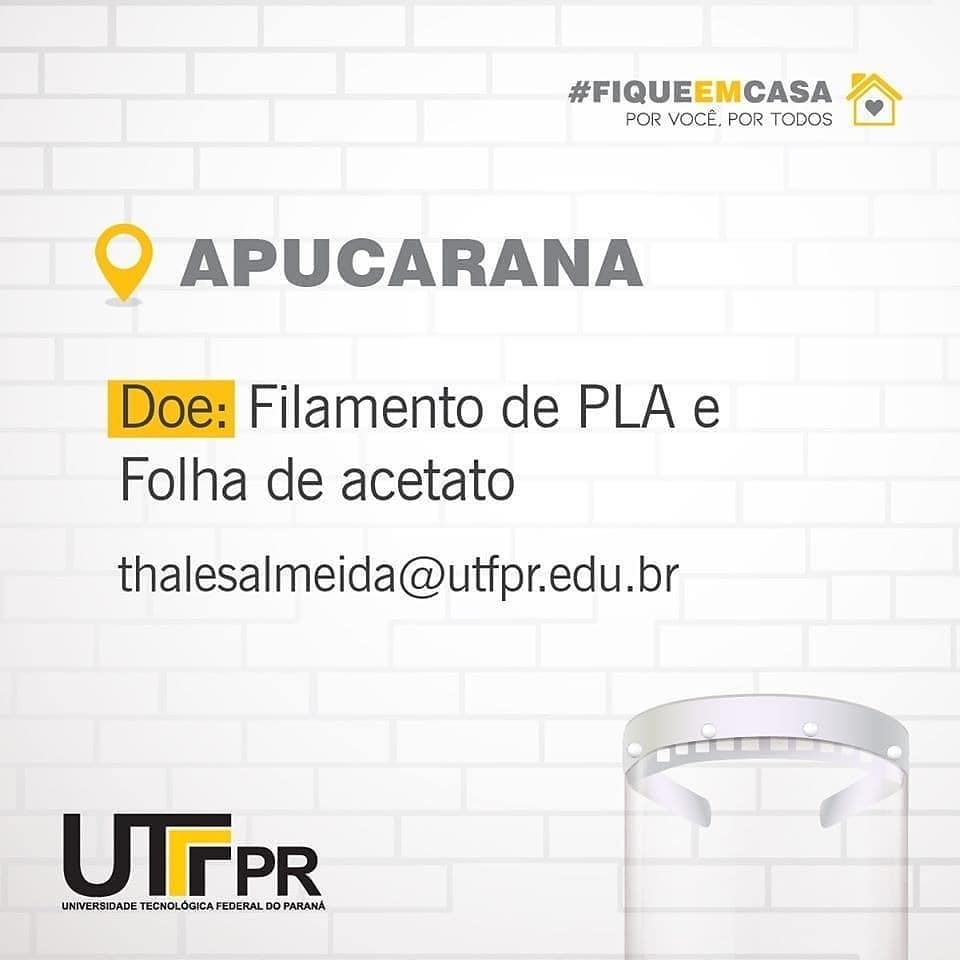 #FIQUEEMCASA
POR VOCÊ, POR TODOS
APUCARANA
Doe: Filamento de PLA e
Folha de acetato
thalesalmeida@utfpr.edu.br
UTFPR
UNIVERSIDADE TECNOLÓGICA FEDERAL DO PARANÁ